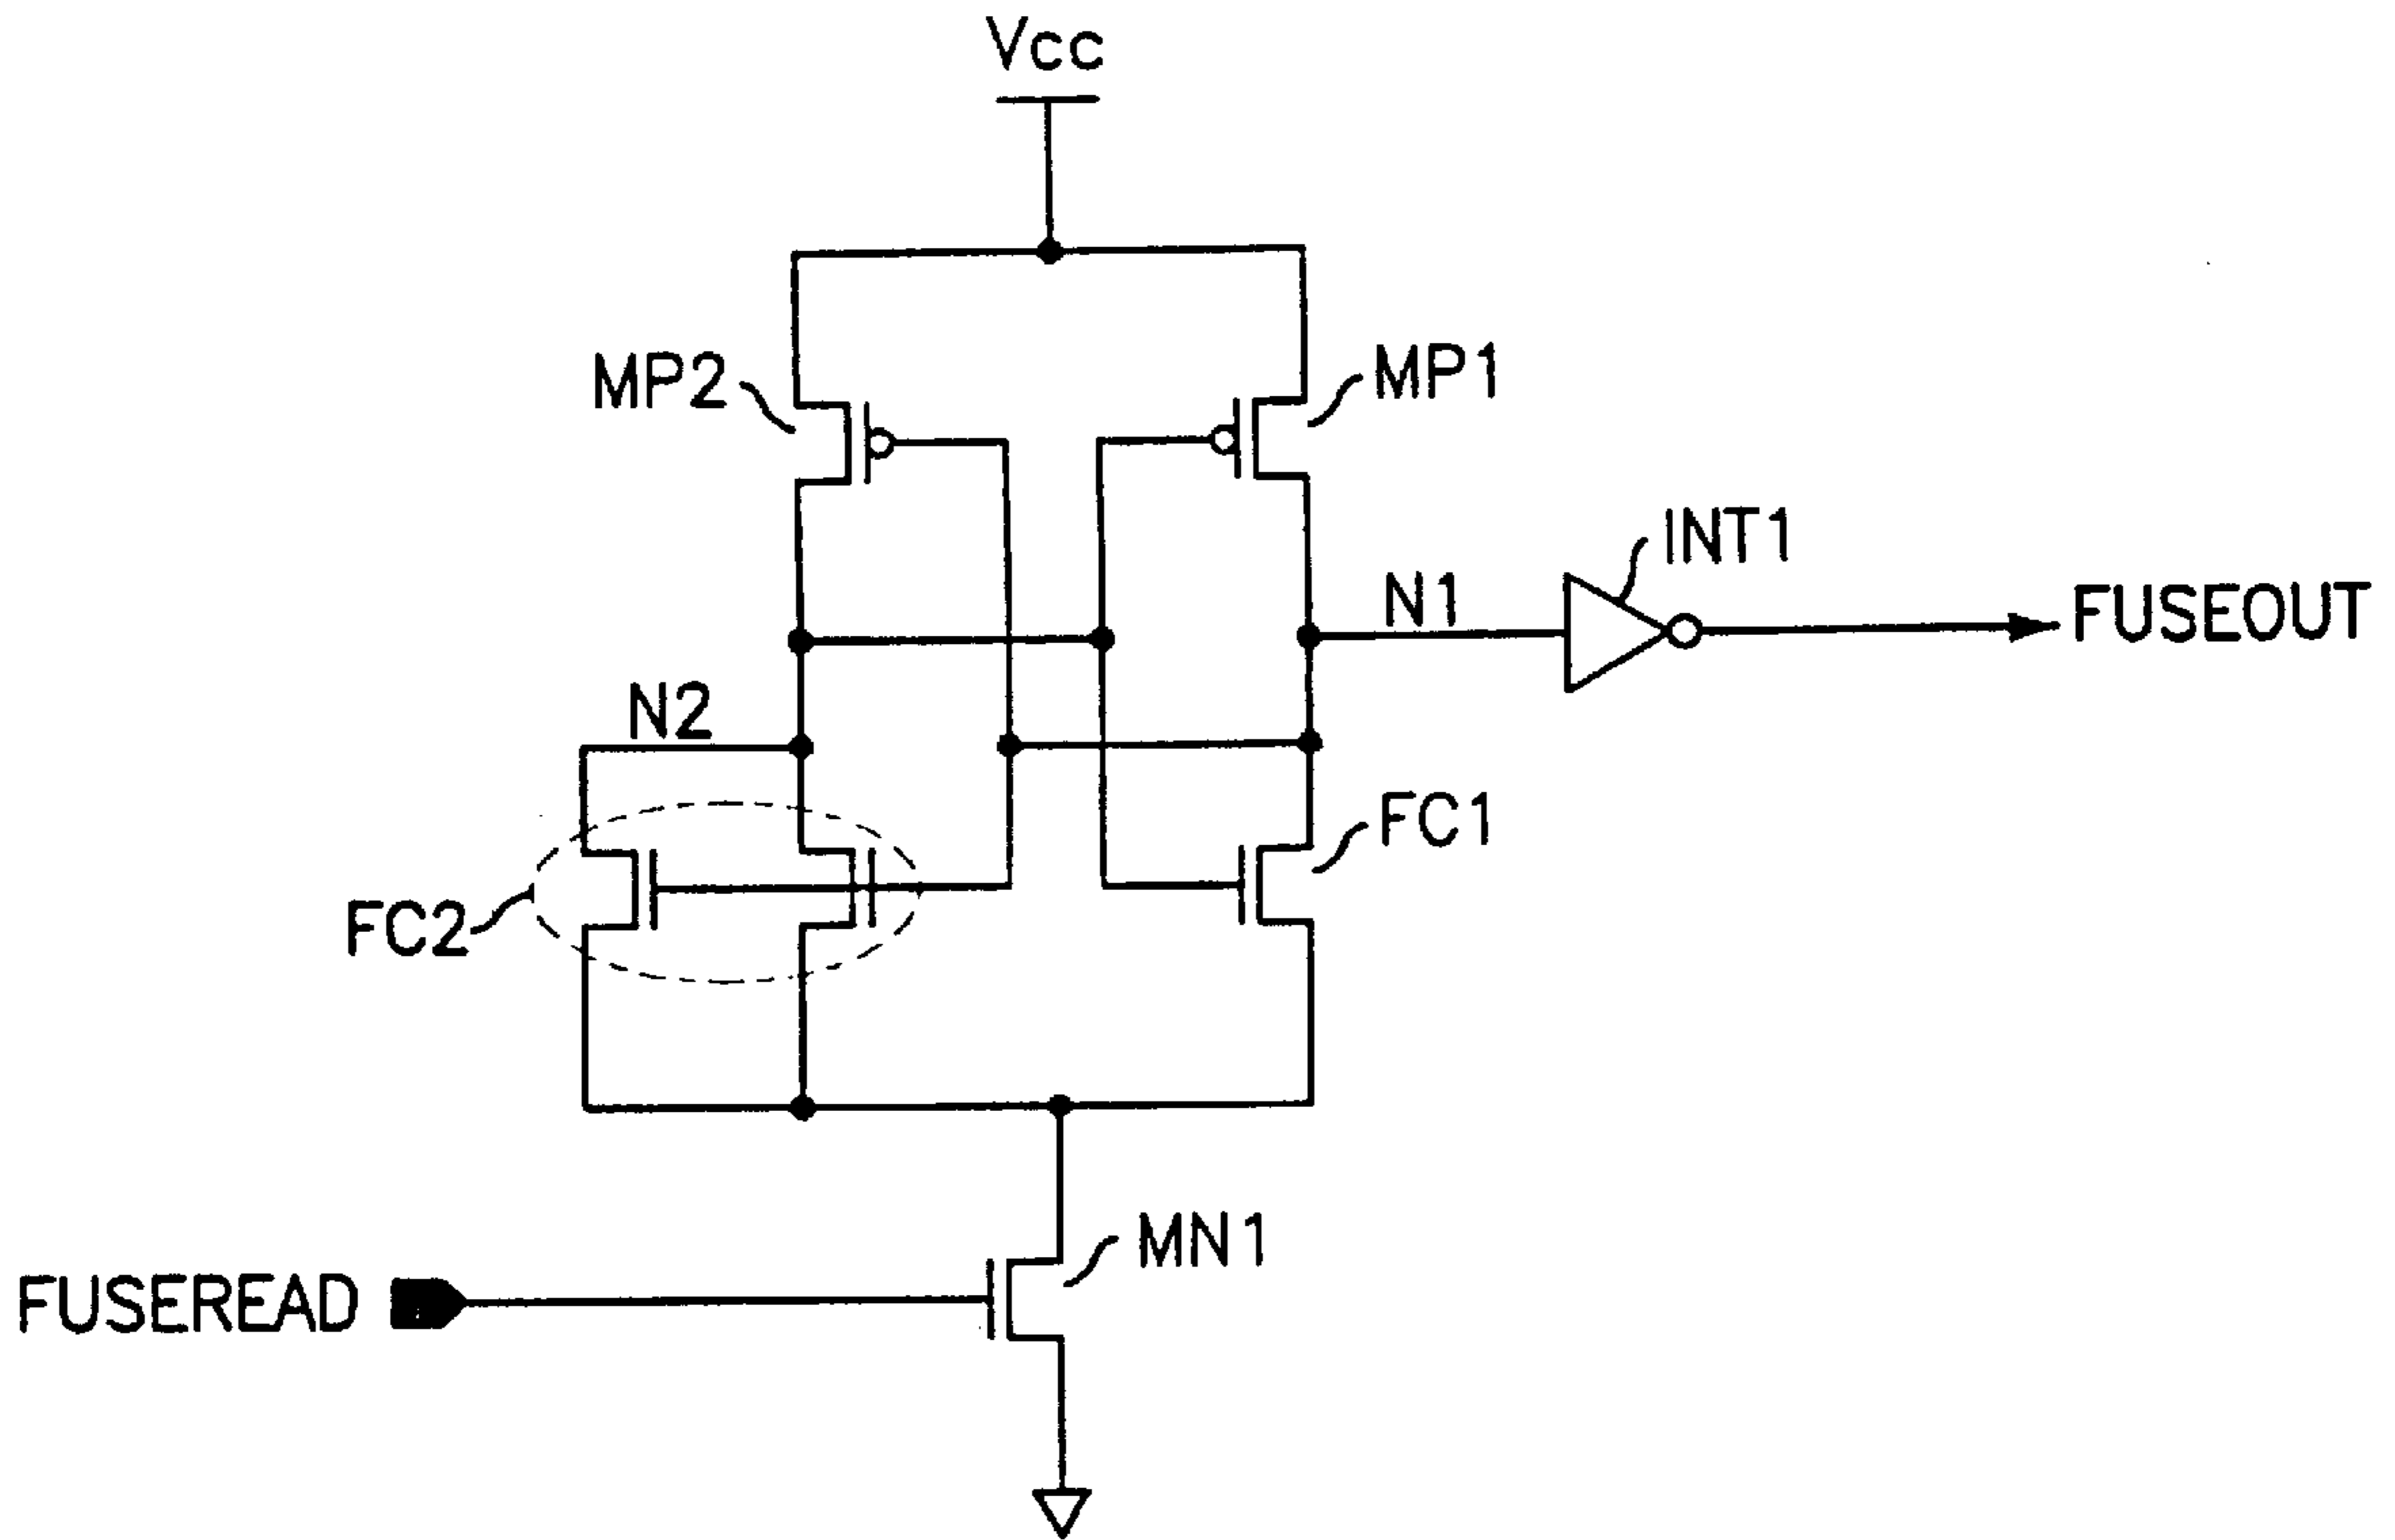 Vcc
MP2
MP1
INT1
N1
FUSEOUT
N2
FC1
FC2
MN1
FUSEREAD